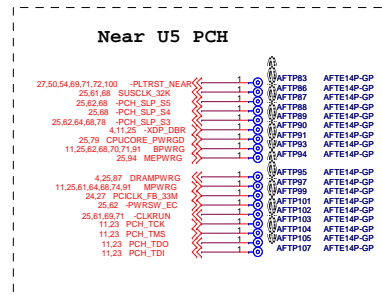 Near U5 PCH
27,50,54,69,71,72,100 -PLTRST_NEAR 1 AFTP83 AFTE14P-GP
25,61,68 SUSCLK_32K 1 AFTP86 AFTE14P-GP
25,62,68 -PCH_SLP_S5 1 AFTP87 AFTE14P-GP
25,68 -PCH_SLP_S4 1 AFTP88 AFTE14P-GP
25,62,64,68,78 -PCH_SLP_S3 1 AFTP89 AFTE14P-GP
4,11,25 -XDP_DBR 1 AFTP90 AFTE14P-GP
25,79 CPUCORE_PWRGD 1 AFTP91 AFTE14P-GP
11,25,62,68,70,71,91 BPWRG 1 AFTP93 AFTE14P-GP
25,94 MEPWRG 1 AFTP94 AFTE14P-GP
4,25,87 DRAMPWRG 1 AFTP95 AFTE14P-GP
11,25,61,64,68,74,91 MPWRG 1 AFTP97 AFTE14P-GP
24,27 PCICLK_FB_33M 1 AFTP99 AFTE14P-GP
25,62 -PWRSW_EC 1 AFTP101 AFTE14P-GP
25,61,69,71 -CLKRUN 1 AFTP102 AFTE14P-GP
11,23 PCH_TCK 1 AFTP103 AFTE14P-GP
11,23 PCH_TMS 1 AFTP104 AFTE14P-GP
11,23 PCH_TDO 1 AFTP105 AFTE14P-GP
11,23 PCH_TDI 1 AFTP107 AFTE14P-GP